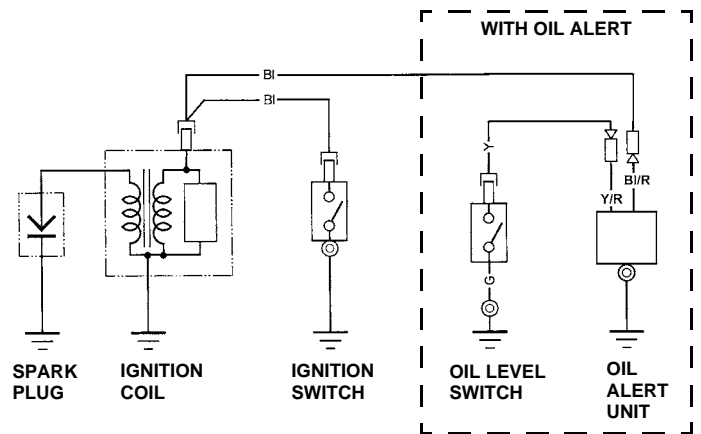 WITH OIL ALERT
Bl
Bl
Y
Bl/R
Y/R
G
SPARK
PLUG
IGNITION
COIL
IGNITION
SWITCH
OIL LEVEL
SWITCH
OIL
ALERT
UNIT